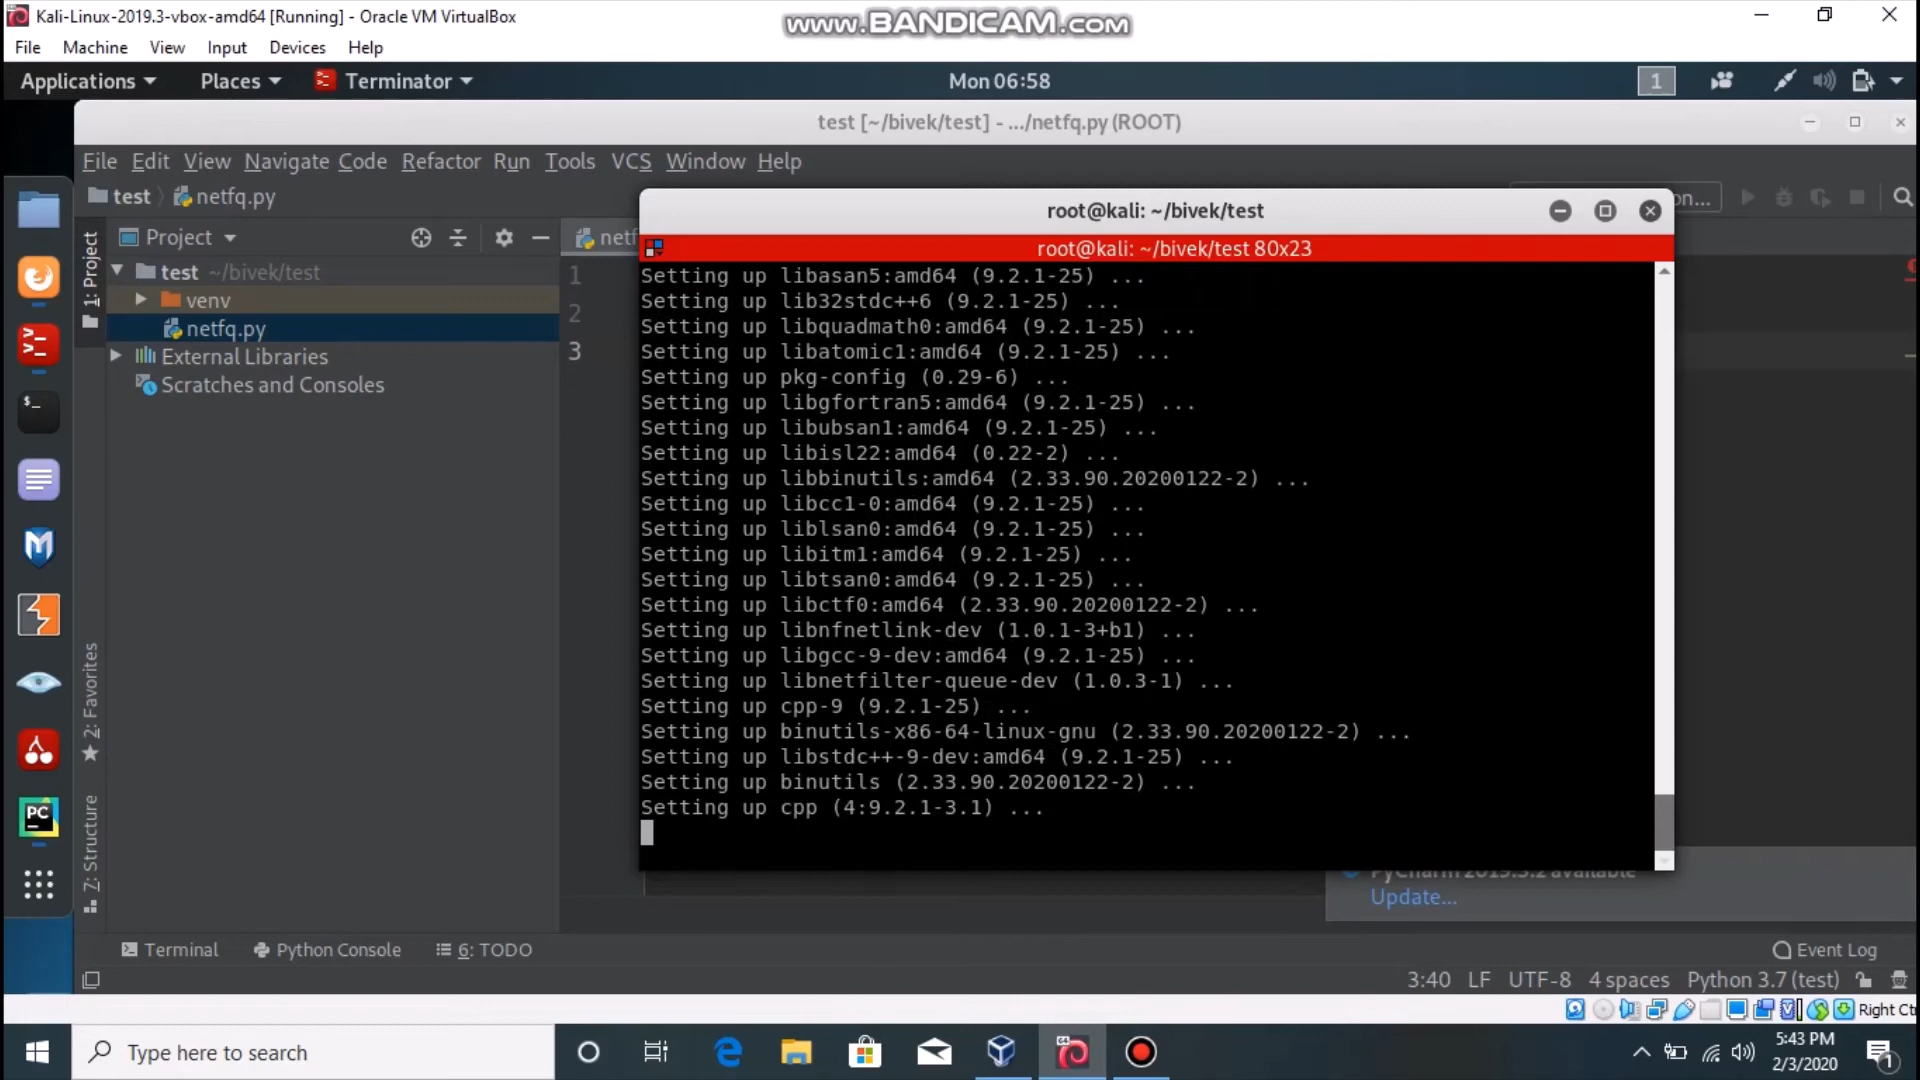 Kali-Linux-2019.3-vbox-amd64 [Running] - Oracle VM VirtualBox
www.BANDICAM.com
File Machine View Input Devices Help
Applications Places Terminator
Mon 06:58
1
test [~/bivek/test] - .../netfq.py (ROOT)
File Edit View Navigate Code Refactor Run Tools VCS Window Help
test netfq.py
on...
root@kali: ~/bivek/test
Project
netf
root@kali: ~/bivek/test 80x23
1: Project
test ~/bivek/test
venv
netfq.py
External Libraries
Scratches and Consoles
1
2
3
Setting up libasan5:amd64 (9.2.1-25) ...
Setting up lib32stdc++6 (9.2.1-25) ...
Setting up libquadmath0:amd64 (9.2.1-25) ...
Setting up libatomic1:amd64 (9.2.1-25) ...
Setting up pkg-config (0.29-6) ...
Setting up libgfortran5:amd64 (9.2.1-25) ...
Setting up libubsan1:amd64 (9.2.1-25) ...
Setting up libisl22:amd64 (0.22-2) ...
Setting up libbinutils:amd64 (2.33.90.20200122-2) ...
Setting up libcc1-0:amd64 (9.2.1-25) ...
Setting up liblsan0:amd64 (9.2.1-25) ...
Setting up libitm1:amd64 (9.2.1-25) ...
Setting up libtsan0:amd64 (9.2.1-25) ...
Setting up libctf0:amd64 (2.33.90.20200122-2) ...
Setting up libnfnetlink-dev (1.0.1-3+b1) ...
Setting up libgcc-9-dev:amd64 (9.2.1-25) ...
Setting up libnetfilter-queue-dev (1.0.3-1) ...
Setting up cpp-9 (9.2.1-25) ...
Setting up binutils-x86-64-linux-gnu (2.33.90.20200122-2) ...
Setting up libstdc++-9-dev:amd64 (9.2.1-25) ...
Setting up binutils (2.33.90.20200122-2) ...
Setting up cpp (4:9.2.1-3.1) ...
2: Favorites
7: Structure
PC
PyCharm 2019.3.2 available
Update...
Terminal Python Console 6: TODO
Event Log
3:40 LF UTF-8 4 spaces Python 3.7 (test)
Right Ct
Type here to search
64
5:43 PM
2/3/2020
1